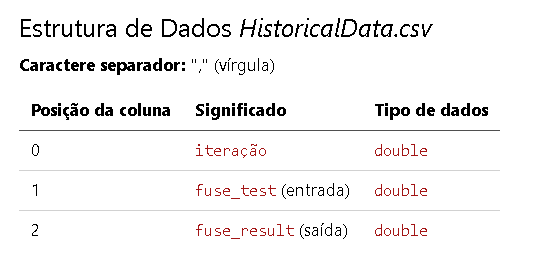 Estrutura de Dados HistoricalData.csv
Caractere separador: "," (vírgula)
Posição da coluna Significado Tipo de dados
0 iteração double
1 fuse_test (entrada) double
2 fuse_result (saída) double